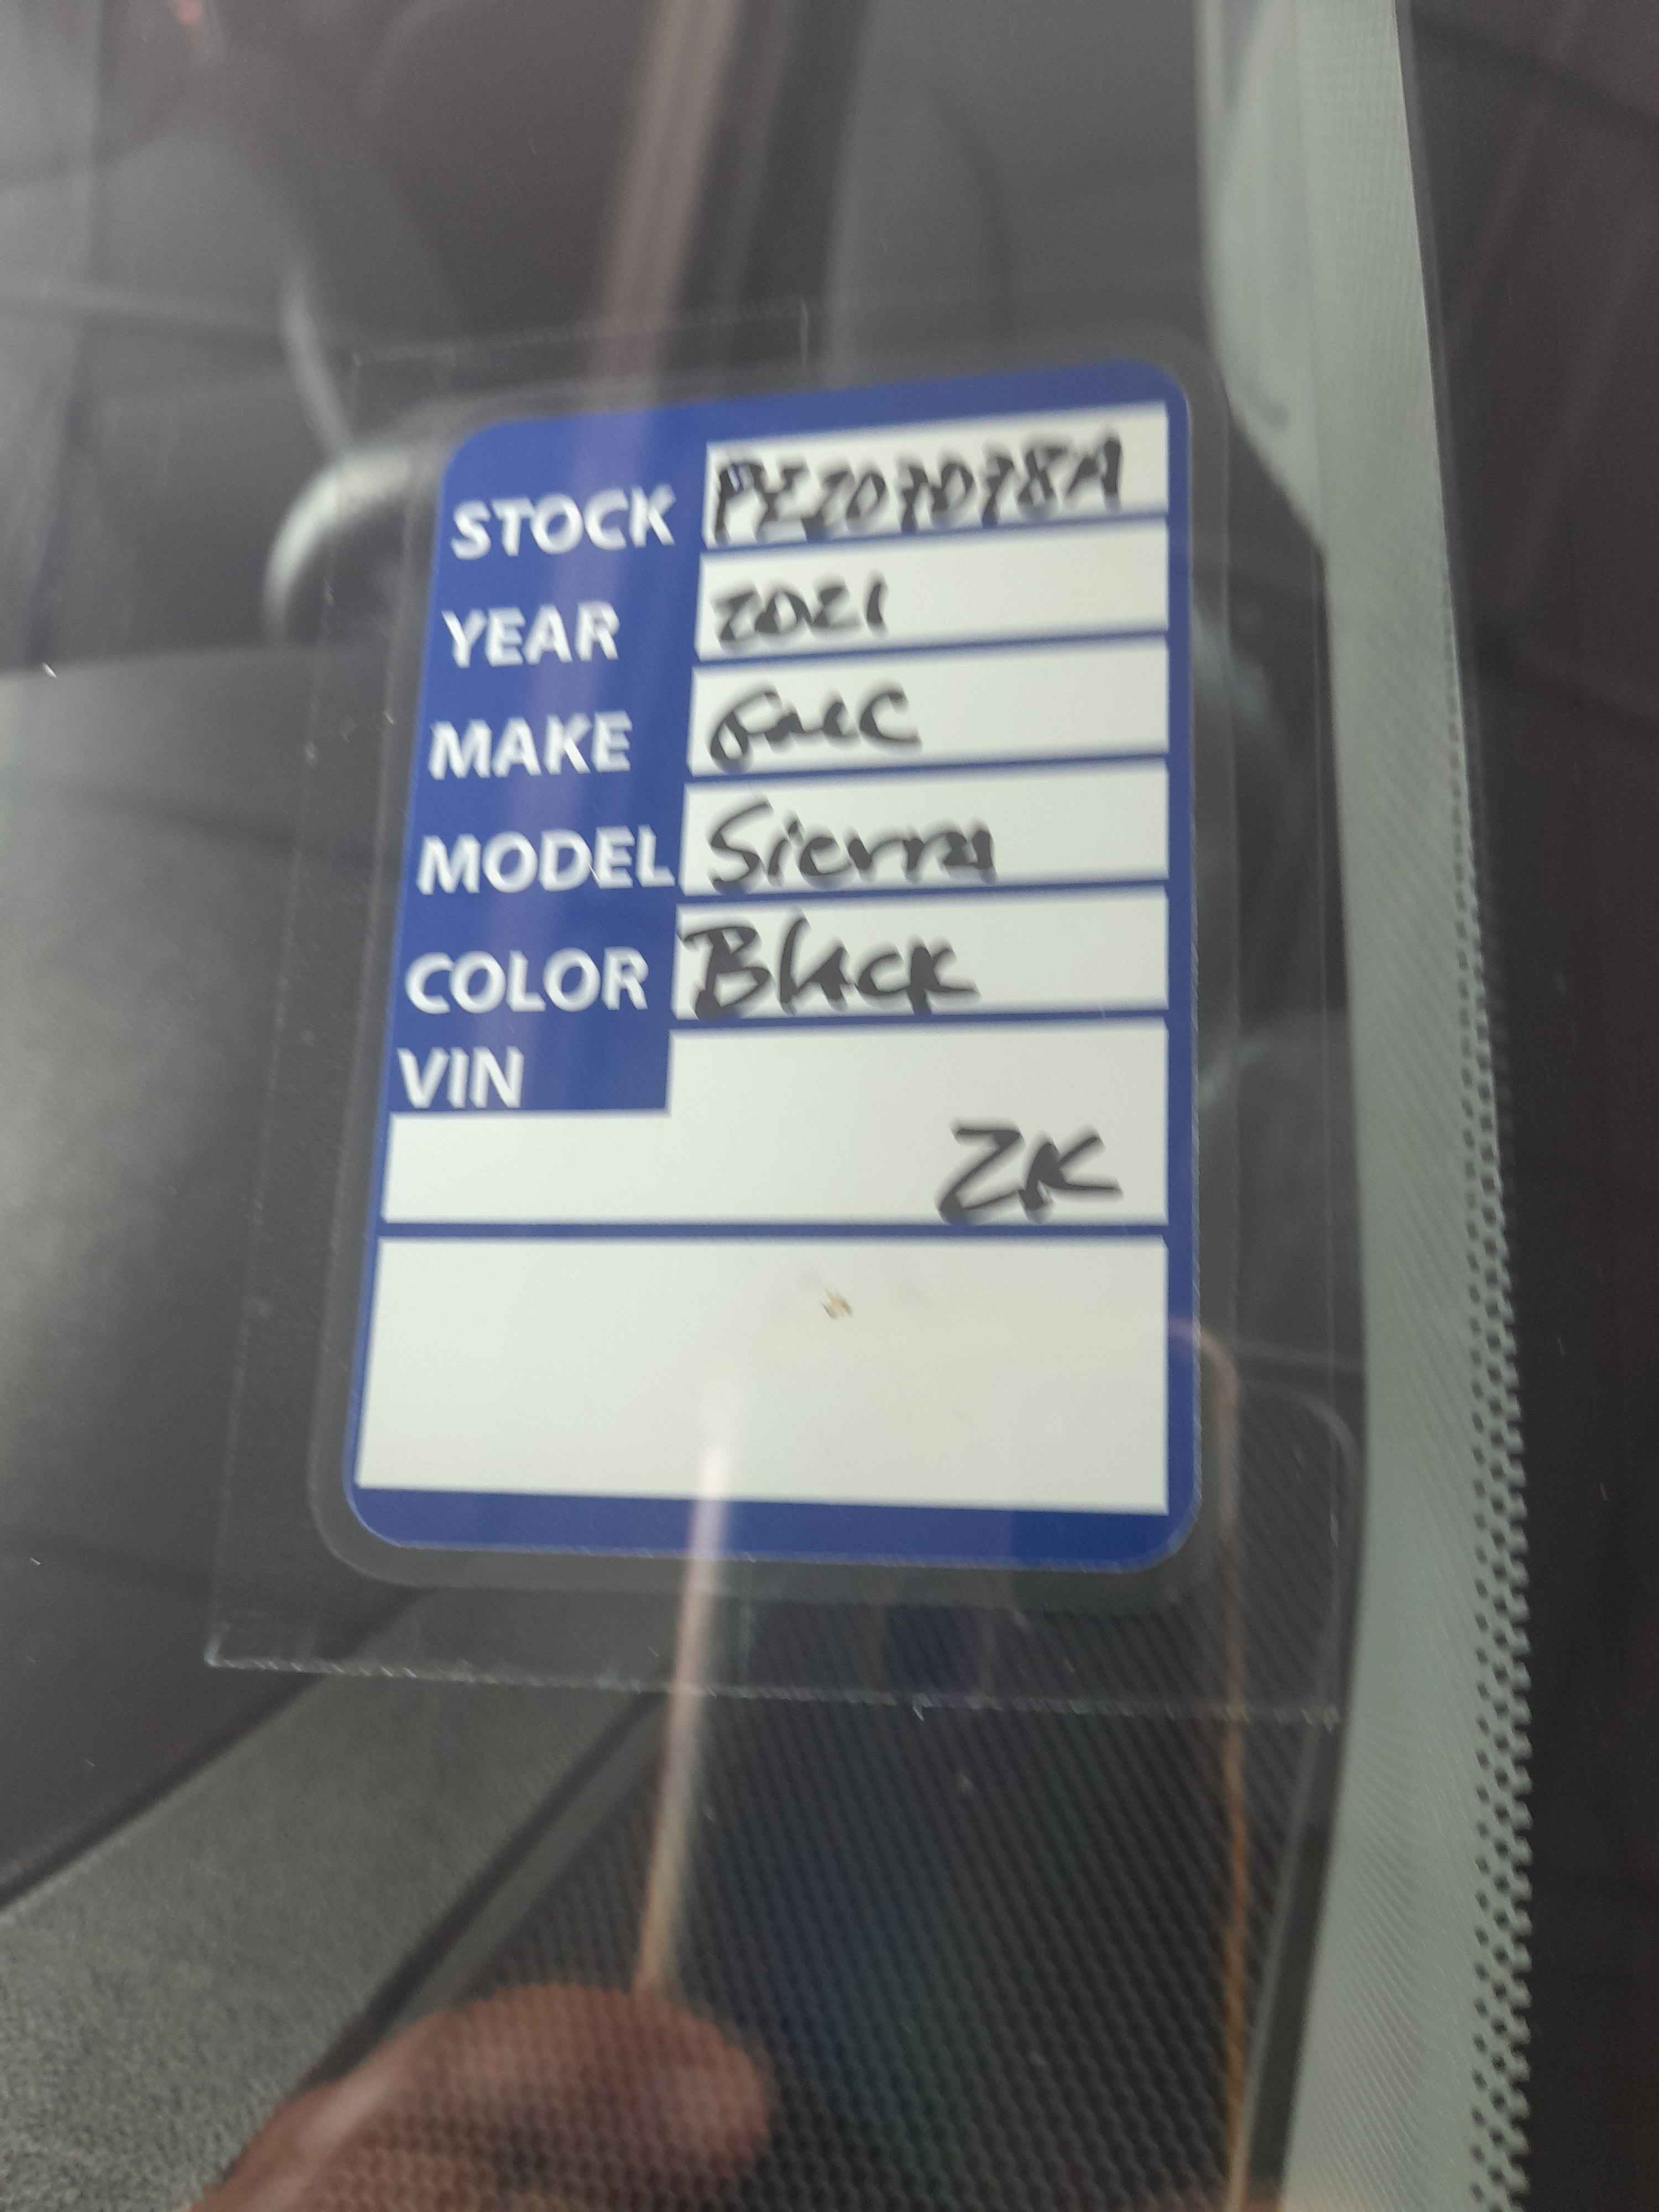 STOCK
YEAR 2021
MAKE GMC
MODEL Sierra
COLOR Black
VIN
ZK